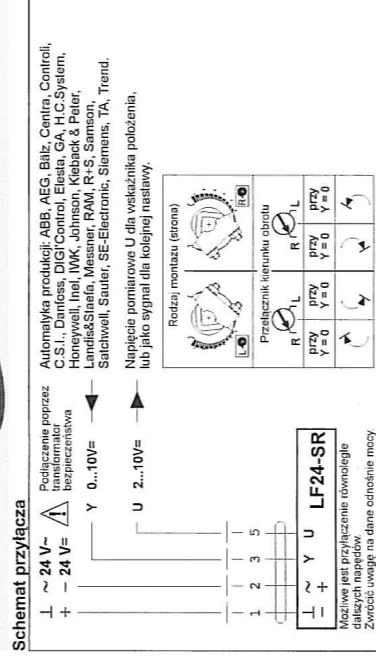 Schemat przyłącza
⊥ ~ 24 V~
+ − 24 V=
Podłączenie poprzez
transformator
bezpieczeństwa
Automatyka produkcji: ABB, AEG, Bälz, Centra, Controli,
C.S.I., Danfoss, DIGI'Control, Elesta, GA, H.C.System,
Honeywell, Inel, IWK, Johnson, Kieback & Peter,
Landis&Staefa, Messner, RAM, R+S, Samson,
Satchwell, Sauter, SE-Electronic, Siemens, TA, Trend.
Y 0...10V=
U 2...10V=
Napięcie pomiarowe U dla wskaźnika położenia,
lub jako sygnał dla kolejnej nastawy.
1 2 3 5
⊥ ~ Y U
− +
LF24-SR
Możliwe jest przyłączenie równoległe
dalszych napędów.
Zwrócić uwagę na dane odnośnie mocy.
Rodzaj montażu (strona)
L R
Przełącznik kierunku obrotu
R L R L
przy przy przy przy
Y = 0 Y = 0 Y = 0 Y = 0